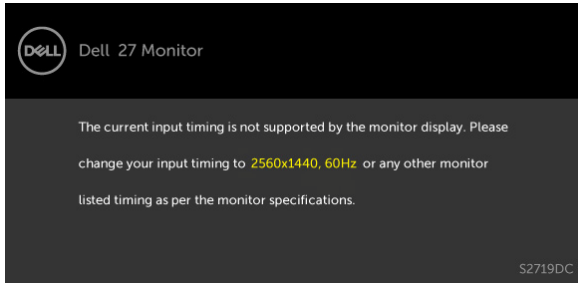 DELL
Dell 27 Monitor
The current input timing is not supported by the monitor display. Please
change your input timing to 2560x1440, 60Hz or any other monitor
listed timing as per the monitor specifications.
S2719DC